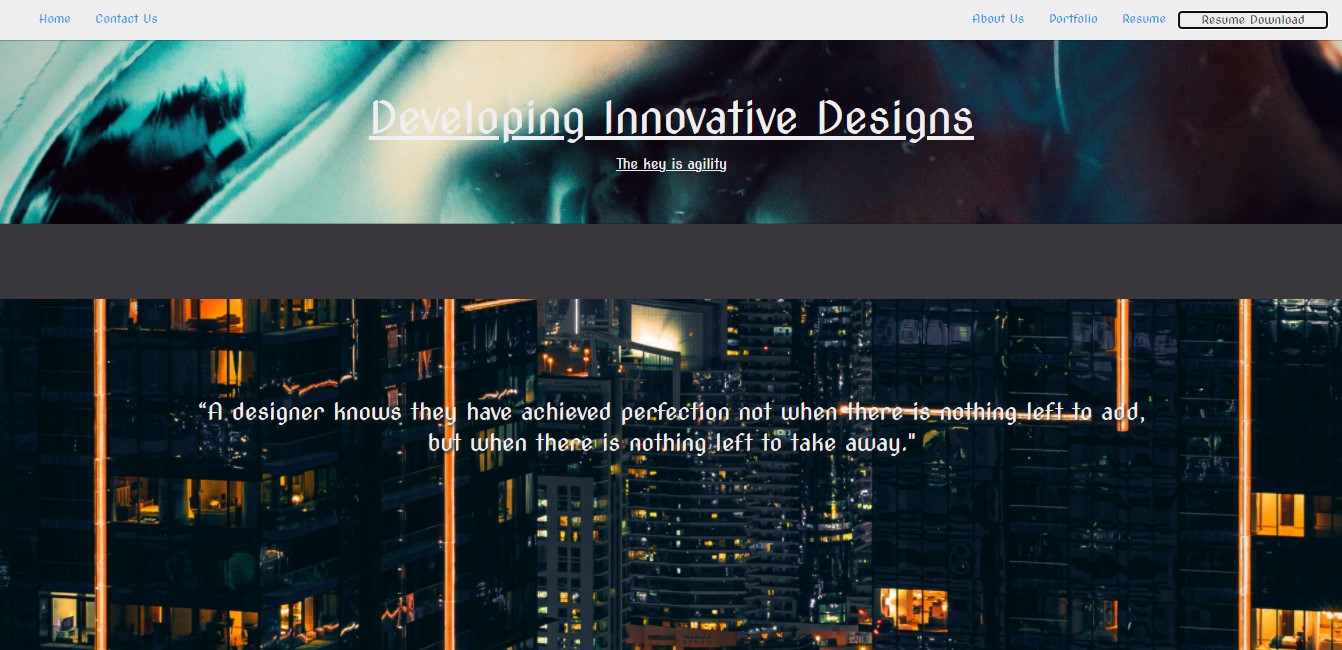 Home Contact Us About Us Portfolio Resume Resume Download
Developing Innovative Designs
The key is agility
“A designer knows they have achieved perfection not when there is nothing left to add,
but when there is nothing left to take away."